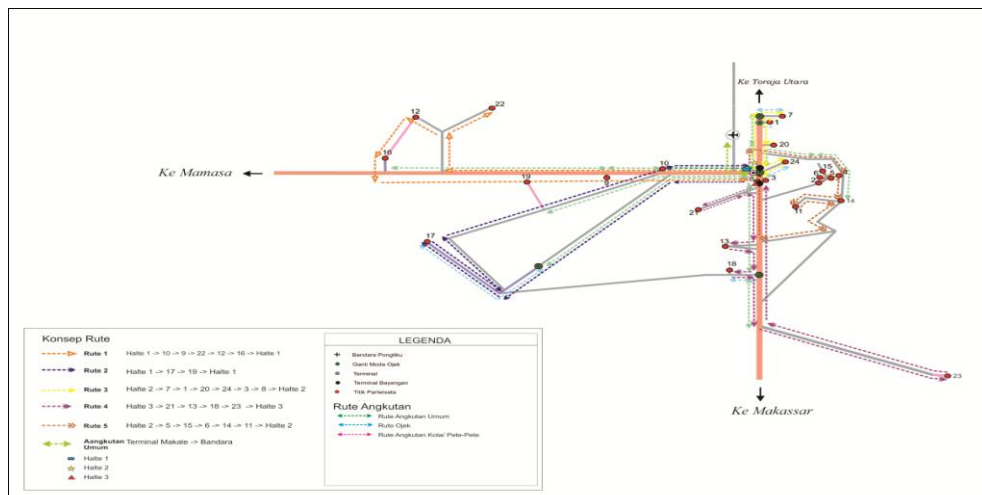 Ke Toraja Utara
7
1
12
22
20
24
16
10
Ke Mamasa
3
19
15
6
5
14
11
21
17
13
18
23
Ke Makassar
Konsep Rute
Rute 1 Halte 1 -> 10 -> 9 -> 22 -> 12 -> 16 -> Halte 1
Rute 2 Halte 1 -> 17 -> 19 -> Halte 1
Rute 3 Halte 2 -> 7 -> 1 -> 20 -> 24 -> 3 -> 8 -> Halte 2
Rute 4 Halte 3 -> 21 -> 13 -> 18 -> 23 -> Halte 3
Rute 5 Halte 2 -> 5 -> 15 -> 6 -> 14 -> 11 -> Halte 2
Aangkutan Umum Terminal Makale -> Bandara
Halte 1
Halte 2
Halte 3
LEGENDA
Bandara Pongtiku
Ganti Moda Ojek
Terminal
Terminal Bayangan
Titik Pariwisata
Rute Angkutan
Rute Angkutan Umum
Rute Ojek
Rute Angkutan Kota/ Pete-Pete